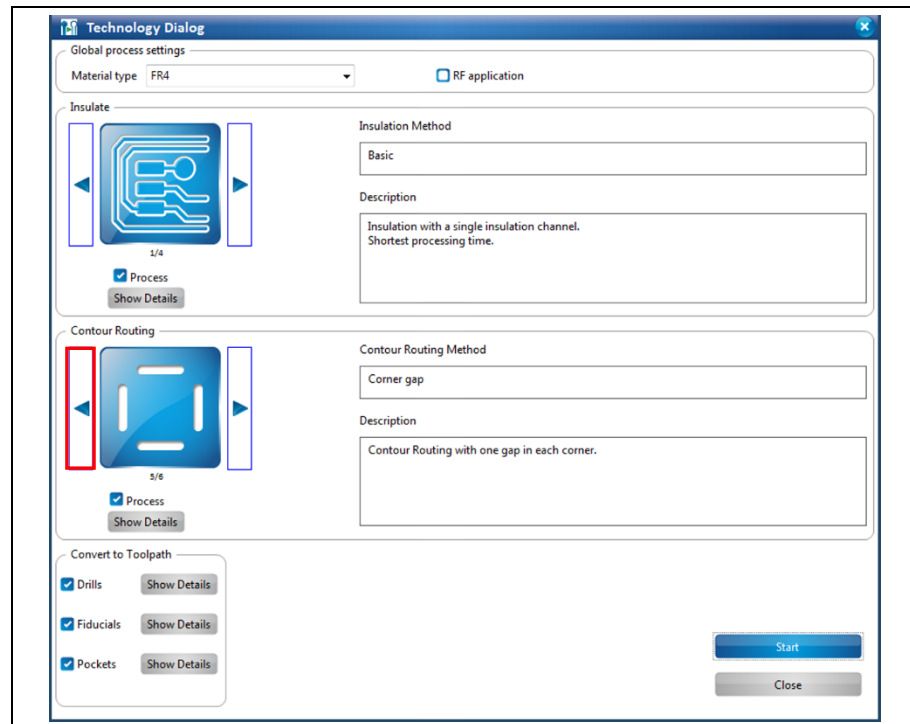 Technology Dialog
Global process settings
Material type FR4 RF application
Insulate
Insulation Method
Basic
Description
Insulation with a single insulation channel.
Shortest processing time.
1/4
Process
Show Details
Contour Routing
Contour Routing Method
Corner gap
Description
Contour Routing with one gap in each corner.
5/6
Process
Show Details
Convert to Toolpath
Drills Show Details
Fiducials Show Details
Pockets Show Details
Start
Close